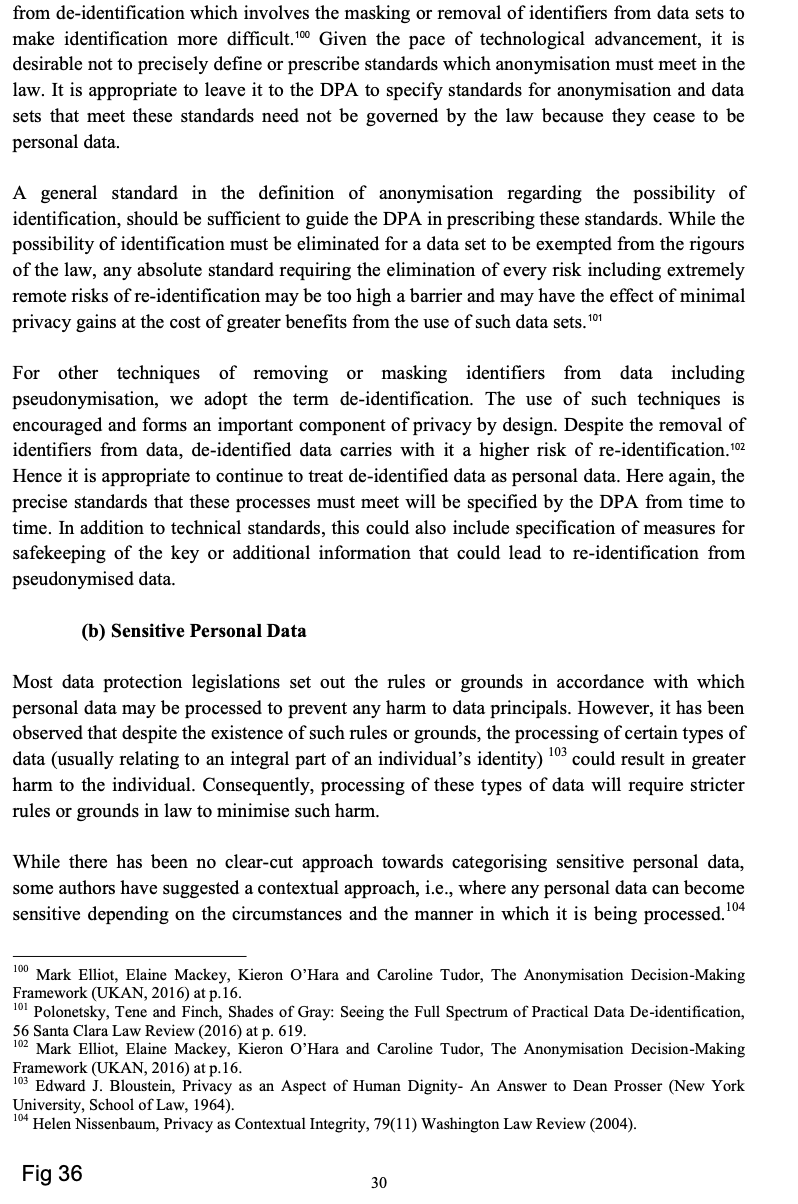 from de-identification which involves the masking or removal of identifiers from data sets to
make identification more difficult.100 Given the pace of technological advancement, it is
desirable not to precisely define or prescribe standards which anonymisation must meet in the
law. It is appropriate to leave it to the DPA to specify standards for anonymisation and data
sets that meet these standards need not be governed by the law because they cease to be
personal data.
A general standard in the definition of anonymisation regarding the possibility of
identification, should be sufficient to guide the DPA in prescribing these standards. While the
possibility of identification must be eliminated for a data set to be exempted from the rigours
of the law, any absolute standard requiring the elimination of every risk including extremely
remote risks of re-identification may be too high a barrier and may have the effect of minimal
privacy gains at the cost of greater benefits from the use of such data sets.101
For other techniques of removing or masking identifiers from data including
pseudonymisation, we adopt the term de-identification. The use of such techniques is
encouraged and forms an important component of privacy by design. Despite the removal of
identifiers from data, de-identified data carries with it a higher risk of re-identification.102
Hence it is appropriate to continue to treat de-identified data as personal data. Here again, the
precise standards that these processes must meet will be specified by the DPA from time to
time. In addition to technical standards, this could also include specification of measures for
safekeeping of the key or additional information that could lead to re-identification from
pseudonymised data.
(b) Sensitive Personal Data
Most data protection legislations set out the rules or grounds in accordance with which
personal data may be processed to prevent any harm to data principals. However, it has been
observed that despite the existence of such rules or grounds, the processing of certain types of
data (usually relating to an integral part of an individual's identity) 103 could result in greater
harm to the individual. Consequently, processing of these types of data will require stricter
rules or grounds in law to minimise such harm.
While there has been no clear-cut approach towards categorising sensitive personal data,
some authors have suggested a contextual approach, i.e., where any personal data can become
sensitive depending on the circumstances and the manner in which it is being processed.104
100 Mark Elliot, Elaine Mackey, Kieron O'Hara and Caroline Tudor, The Anonymisation Decision-Making
Framework (UKAN, 2016) at p.16.
101 Polonetsky, Tene and Finch, Shades of Gray: Seeing the Full Spectrum of Practical Data De-identification,
56 Santa Clara Law Review (2016) at p. 619.
102 Mark Elliot, Elaine Mackey, Kieron O'Hara and Caroline Tudor, The Anonymisation Decision-Making
Framework (UKAN, 2016) at p.16.
103 Edward J. Bloustein, Privacy as an Aspect of Human Dignity- An Answer to Dean Prosser (New York
University, School of Law, 1964).
104 Helen Nissenbaum, Privacy as Contextual Integrity, 79(11) Washington Law Review (2004).
Fig 36
30